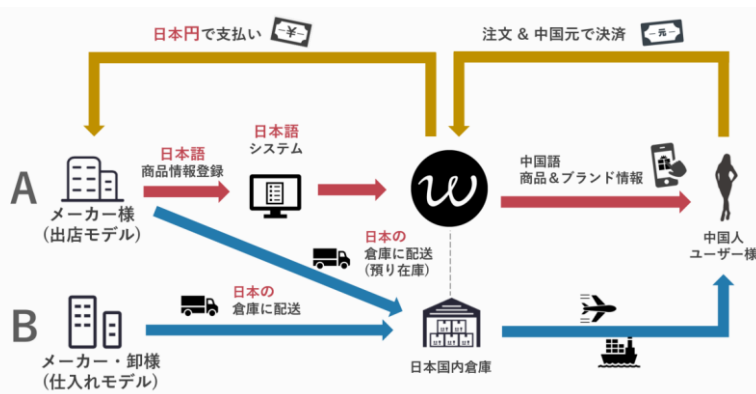 日本円で支払い
¥
注文 & 中国元で決済
元
A
メーカー様
(出店モデル)
日本語
商品情報登録
日本語
システム
w
中国語
商品&ブランド情報
中国人
ユーザー様
日本の
倉庫に配送
(預り在庫)
B
メーカー・卸様
(仕入れモデル)
日本の
倉庫に配送
日本国内倉庫